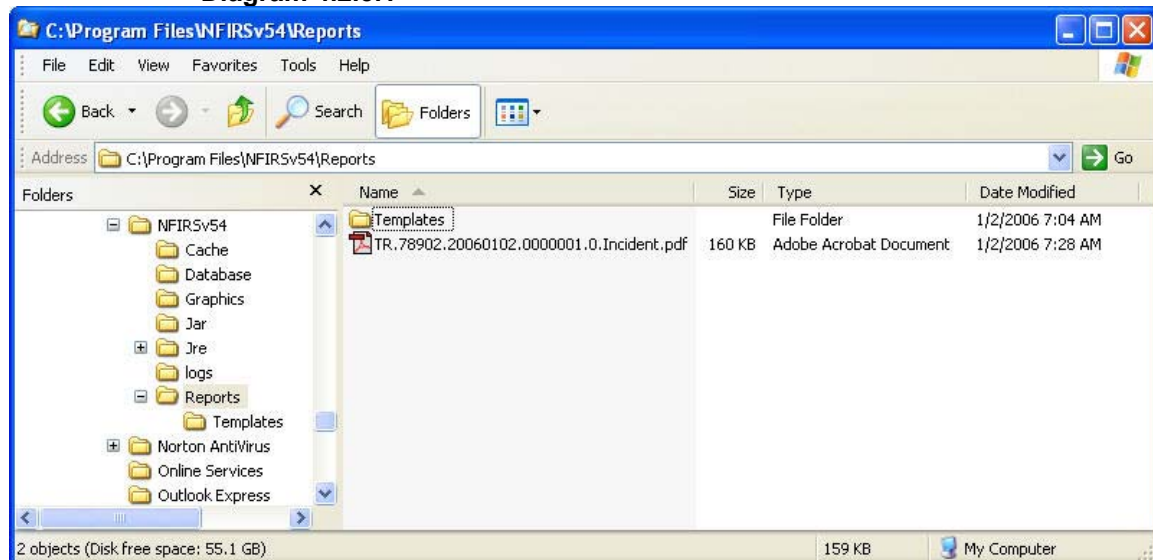 C:\Program Files\NFIRSv54\Reports
File Edit View Favorites Tools Help
Back Search Folders
Address C:\Program Files\NFIRSv54\Reports Go
Folders Name Size Type Date Modified
NFIRSv54
Cache
Database
Graphics
Jar
Jre
logs
Reports
Templates
Norton AntiVirus
Online Services
Outlook Express
Templates File Folder 1/2/2006 7:04 AM
TR.78902.20060102.0000001.0.Incident.pdf 160 KB Adobe Acrobat Document 1/2/2006 7:28 AM
2 objects (Disk free space: 55.1 GB) 159 KB My Computer